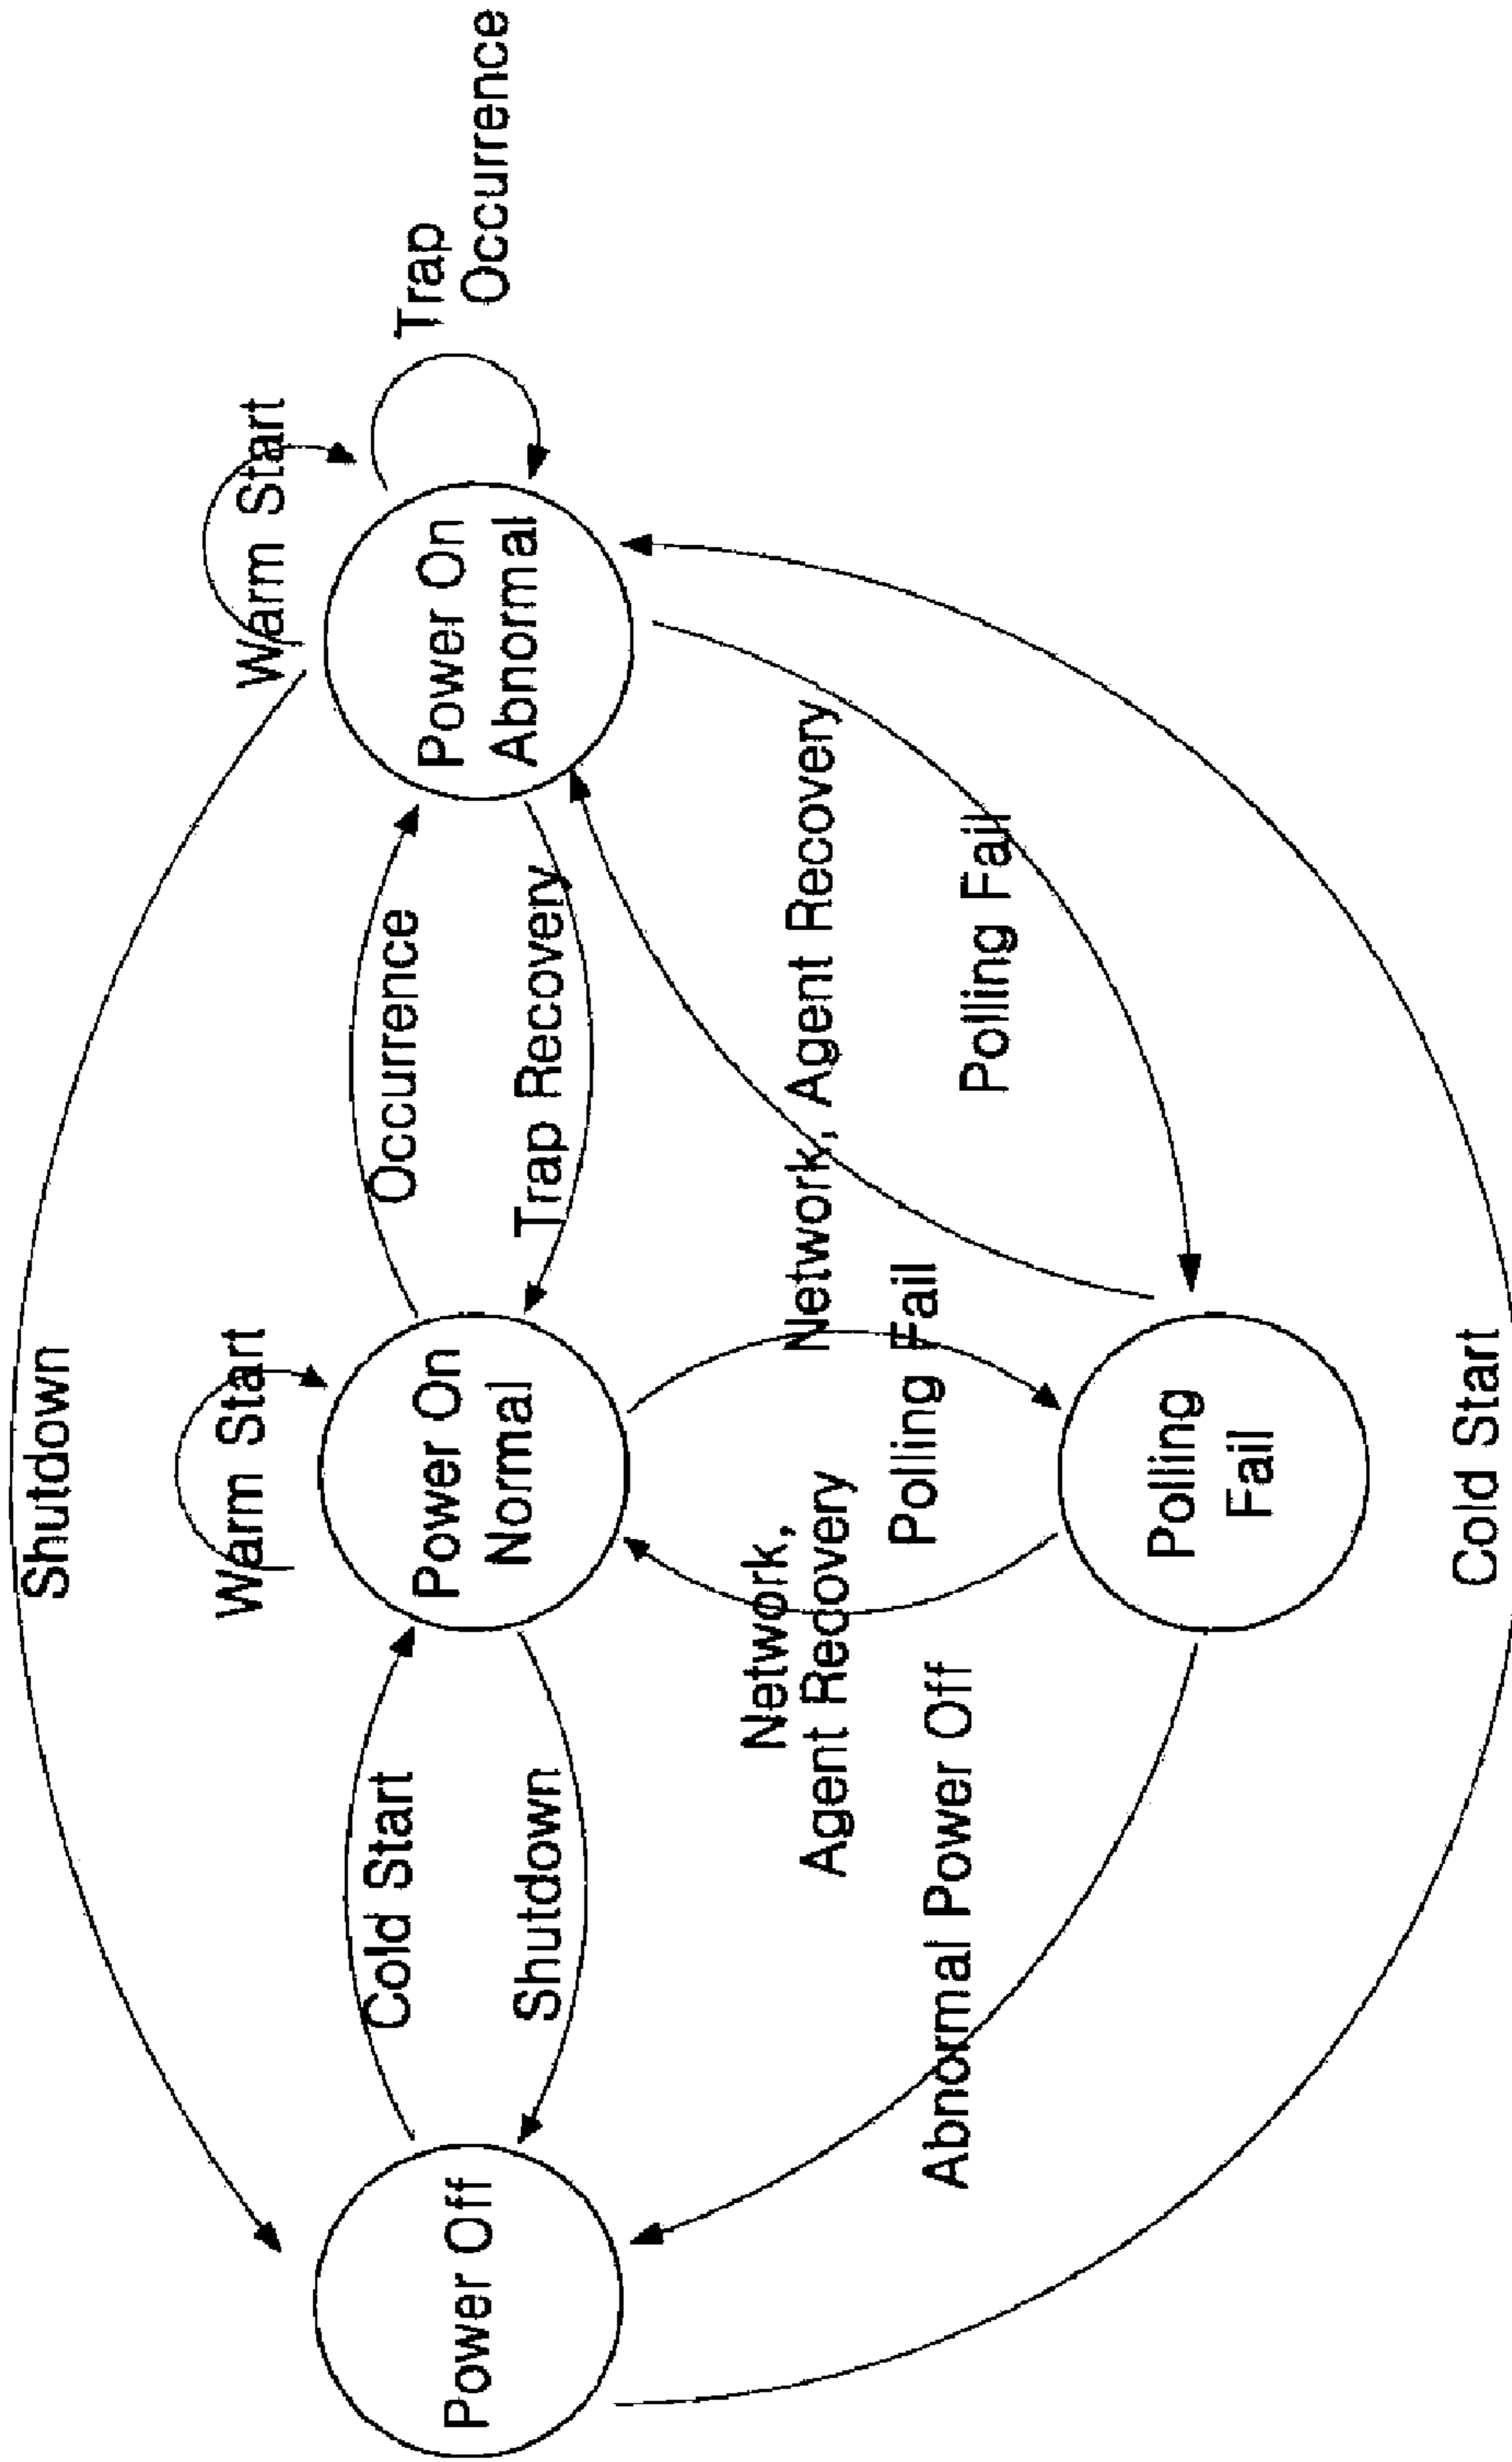 Shutdown
Warm Start
Warm Start
Trap
Occurrence
Cold Start
Occurrence
Power Off
Power On
Normal
Power On
Abnormal
Shutdown
Trap Recovery
Network,
Agent Recovery
Network, Agent Recovery
Polling Fail
Abnormal Power Off
Polling Fail
Polling
Fail
Cold Start